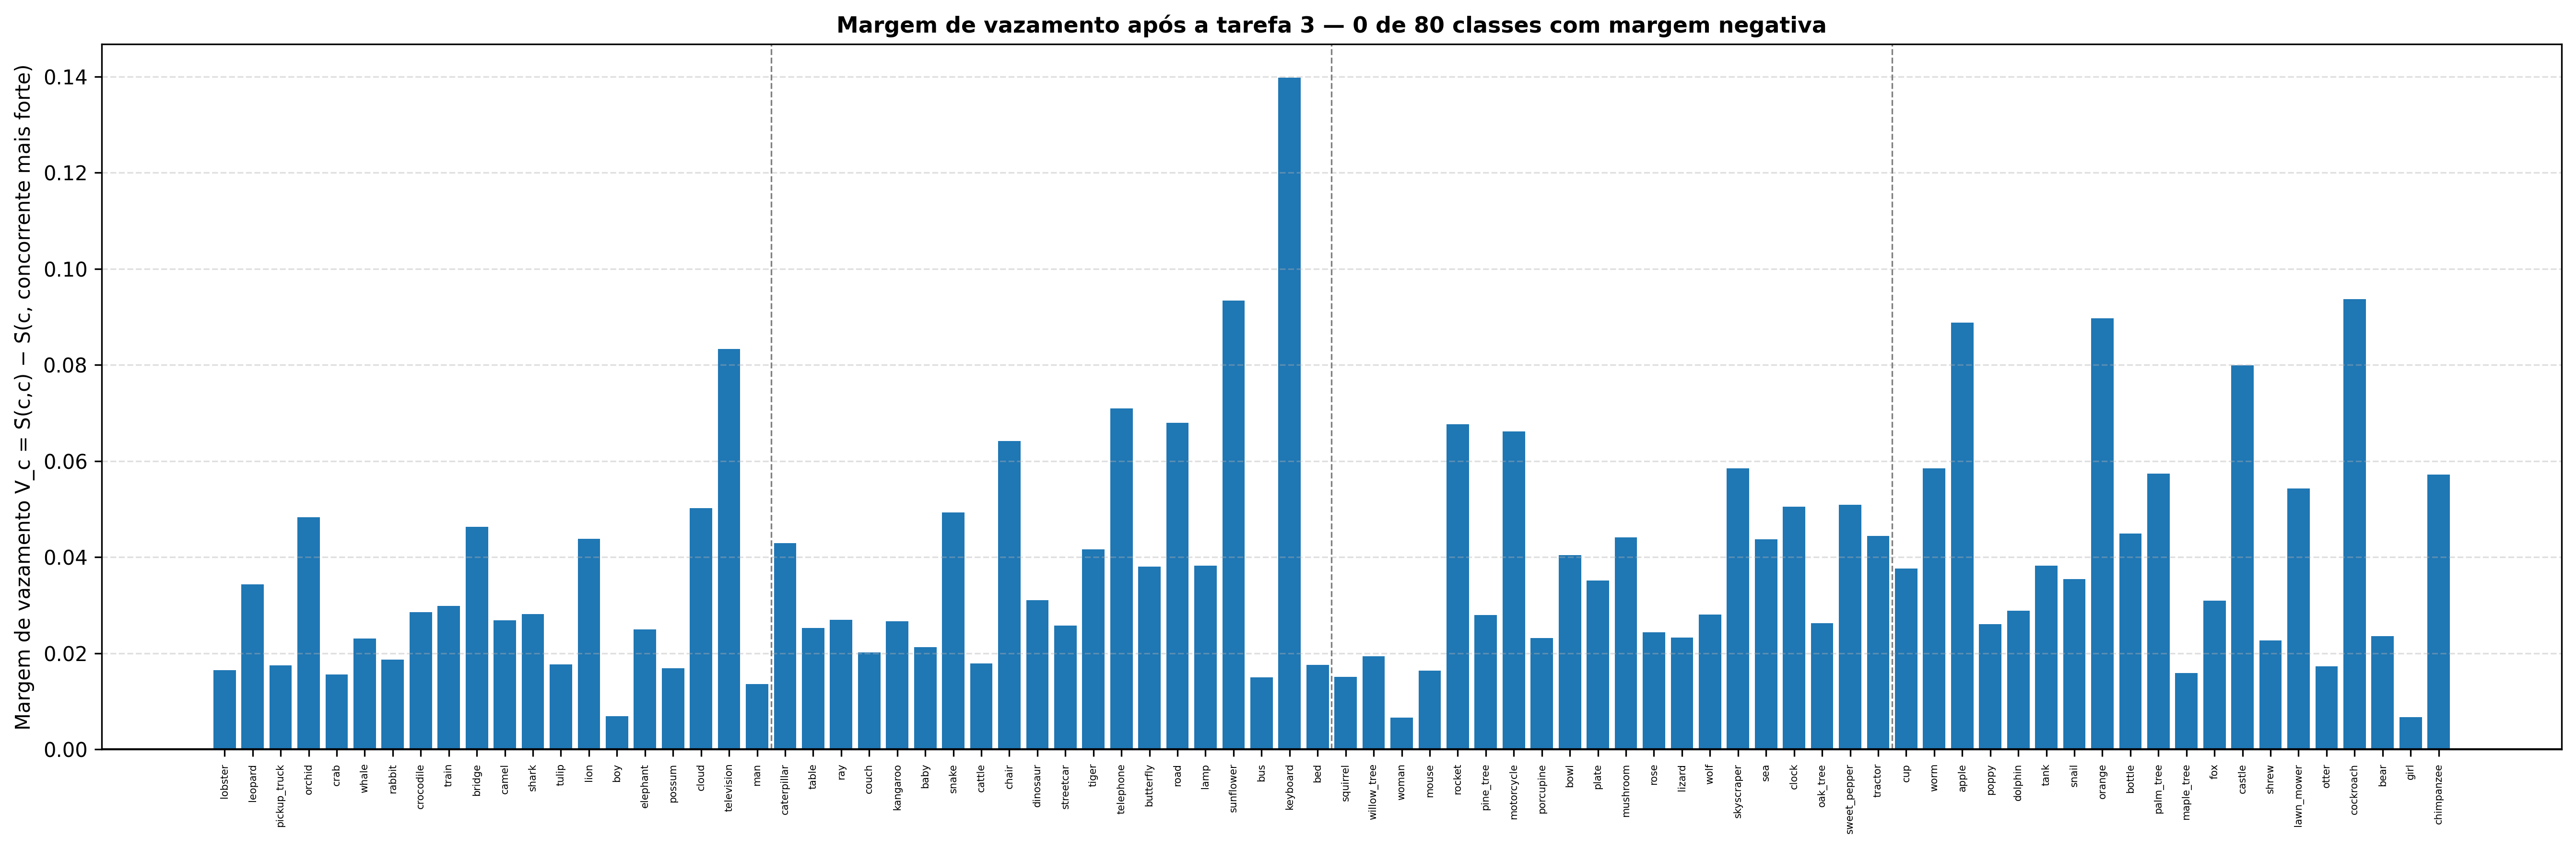 Margem de vazamento após a tarefa 3 — 0 de 80 classes com margem negativa
Margem de vazamento V_c = S(c,c) − S(c, concorrente mais forte)
0.14
0.12
0.10
0.08
0.06
0.04
0.02
0.00
lobster
leopard
pickup_truck
orchid
crab
whale
rabbit
crocodile
train
bridge
camel
shark
tulip
lion
boy
elephant
possum
cloud
television
man
caterpillar
table
ray
couch
kangaroo
baby
snake
cattle
chair
dinosaur
streetcar
tiger
telephone
butterfly
road
lamp
sunflower
bus
keyboard
bed
squirrel
willow_tree
woman
mouse
rocket
pine_tree
motorcycle
porcupine
bowl
plate
mushroom
rose
lizard
wolf
skyscraper
sea
clock
oak_tree
sweet_pepper
tractor
cup
worm
apple
poppy
dolphin
tank
snail
orange
bottle
palm_tree
maple_tree
fox
castle
shrew
lawn_mower
otter
cockroach
bear
girl
chimpanzee